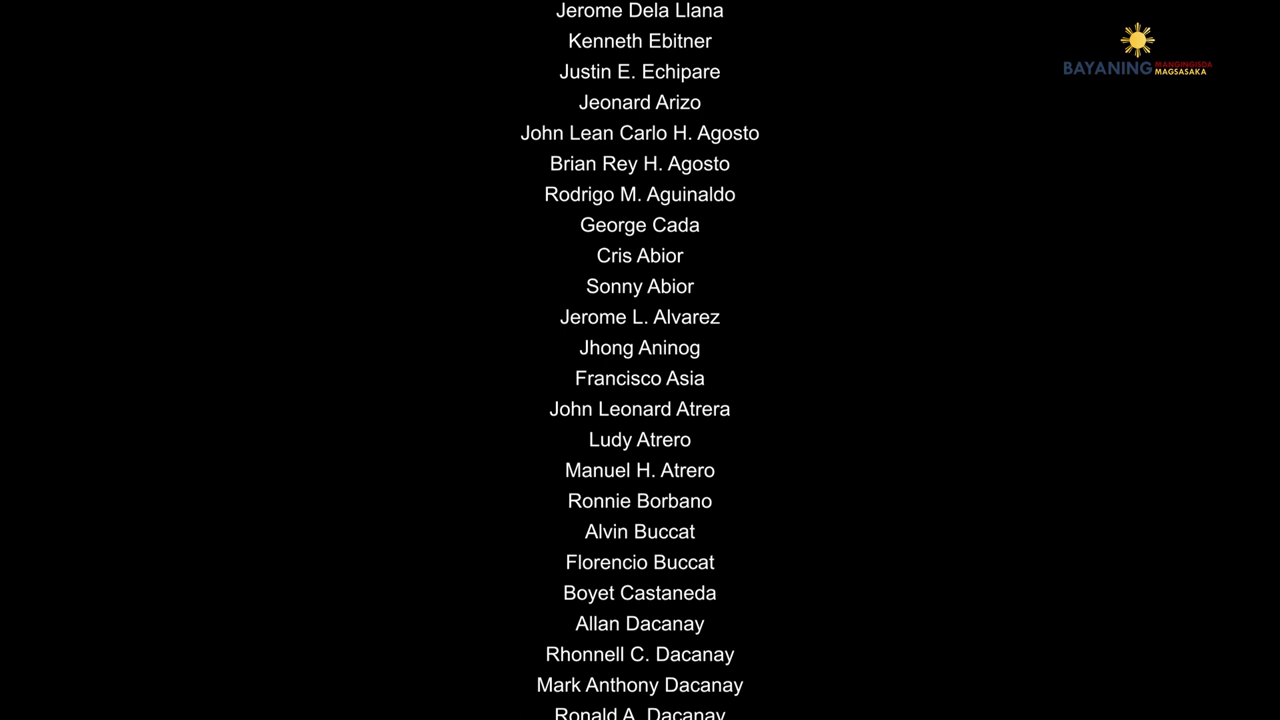 Jerome Dela Llana
Kenneth Ebitner
Justin E. Echipare
Jeonard Arizo
John Lean Carlo H. Agosto
Brian Rey H. Agosto
Rodrigo M. Aguinaldo
George Cada
Cris Abior
Sonny Abior
Jerome L. Alvarez
Jhong Aninog
Francisco Asia
John Leonard Atrera
Ludy Atrero
Manuel H. Atrero
Ronnie Borbano
Alvin Buccat
Florencio Buccat
Boyet Castaneda
Allan Dacanay
Rhonnell C. Dacanay
Mark Anthony Dacanay
Ronald A. Dacanay
BAYANING
MANGINGISDA
MAGSASAKA